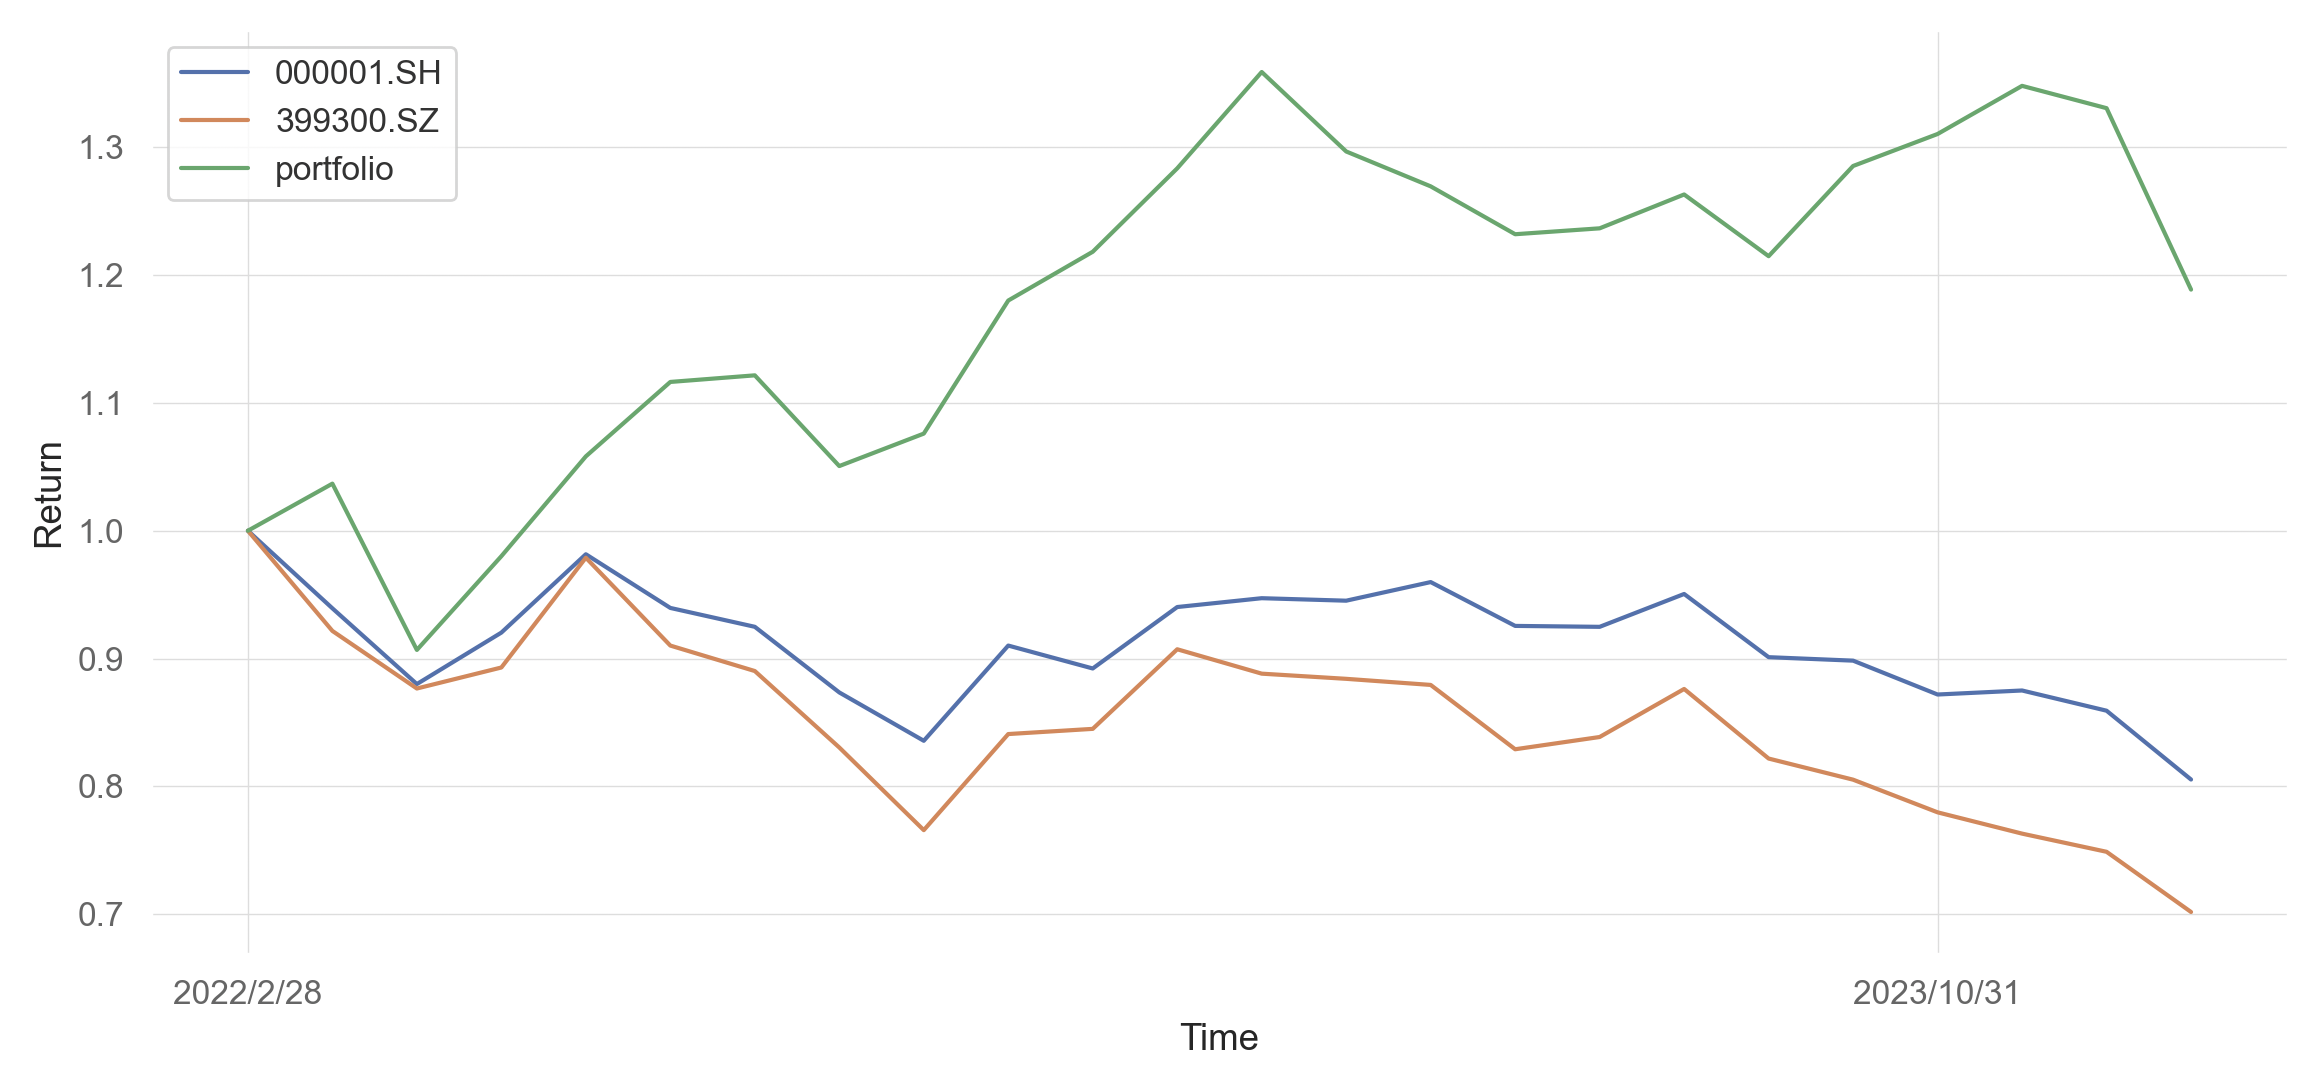 000001.SH
399300.SZ
portfolio
1.3
1.2
1.1
1.0
0.9
0.8
0.7
Return
2022/2/28
2023/10/31
Time